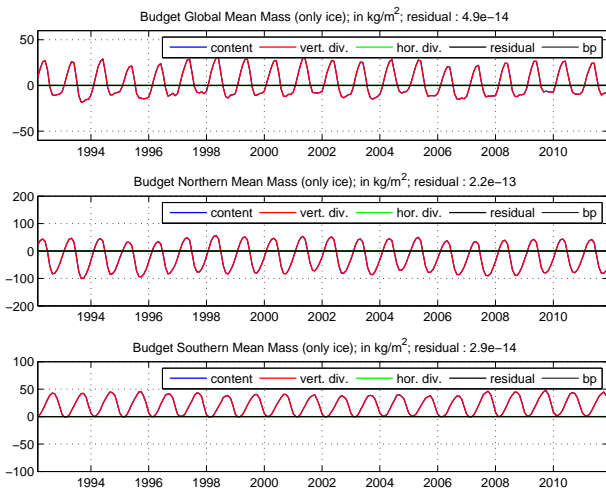 Budget Global Mean Mass (only ice); in kg/m²; residual : 4.9e−14
content vert. div. hor. div. residual bp
50
0
−50
1994 1996 1998 2000 2002 2004 2006 2008 2010
Budget Northern Mean Mass (only ice); in kg/m²; residual : 2.2e−13
200
content vert. div. hor. div. residual bp
100
0
−100
−200
1994 1996 1998 2000 2002 2004 2006 2008 2010
Budget Southern Mean Mass (only ice); in kg/m²; residual : 2.9e−14
100
content vert. div. hor. div. residual bp
50
0
−50
−100
1994 1996 1998 2000 2002 2004 2006 2008 2010